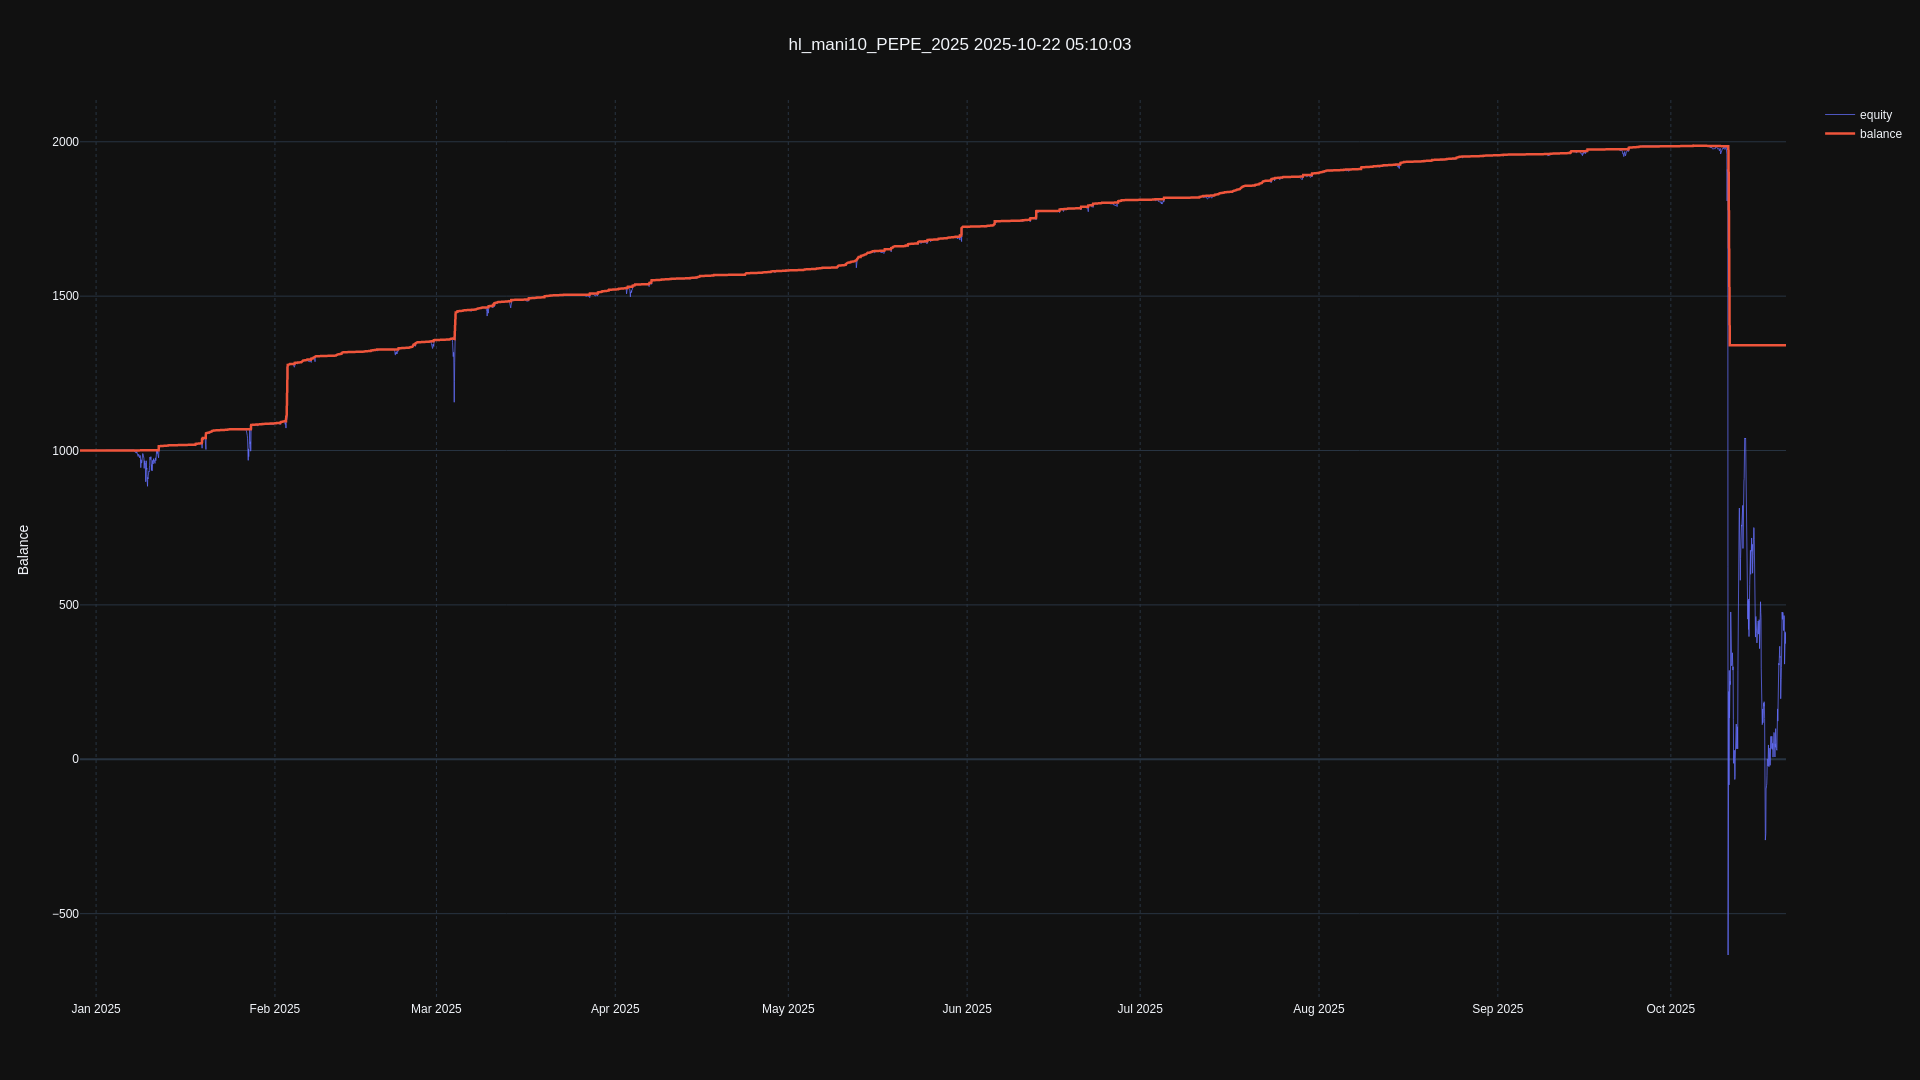 hl_mani10_PEPE_2025 2025-10-22 05:10:03
equity
balance
2000
1500
1000
500
0
−500
Balance
Jan 2025
Feb 2025
Mar 2025
Apr 2025
May 2025
Jun 2025
Jul 2025
Aug 2025
Sep 2025
Oct 2025